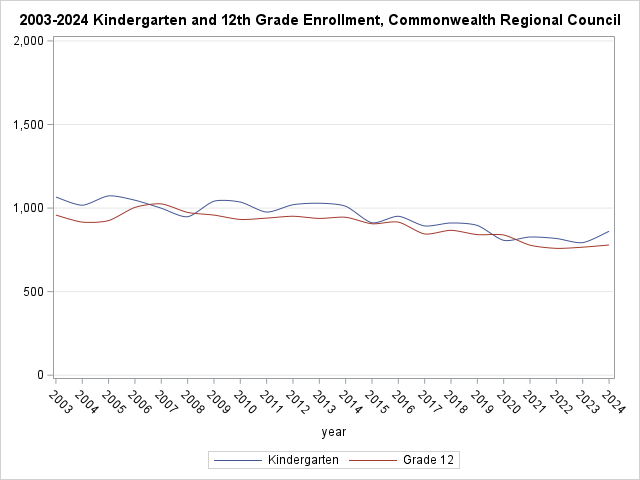 2003-2024 Kindergarten and 12th Grade Enrollment, Commonwealth Regional Council
2,000
1,500
1,000
500
0
2003 2004 2005 2006 2007 2008 2009 2010 2011 2012 2013 2014 2015 2016 2017 2018 2019 2020 2021 2022 2023 2024
year
Kindergarten Grade 12